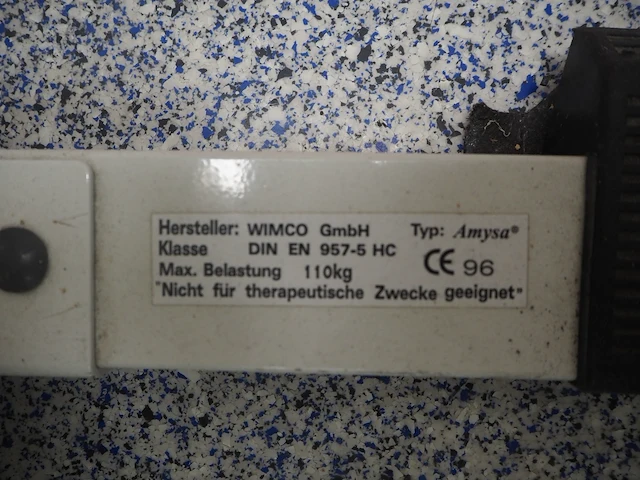 Hersteller: WIMCO GmbH Typ: Amysa®
Klasse DIN EN 957-5 HC
Max. Belastung 110kg CE 96
"Nicht für therapeutische Zwecke geeignet"